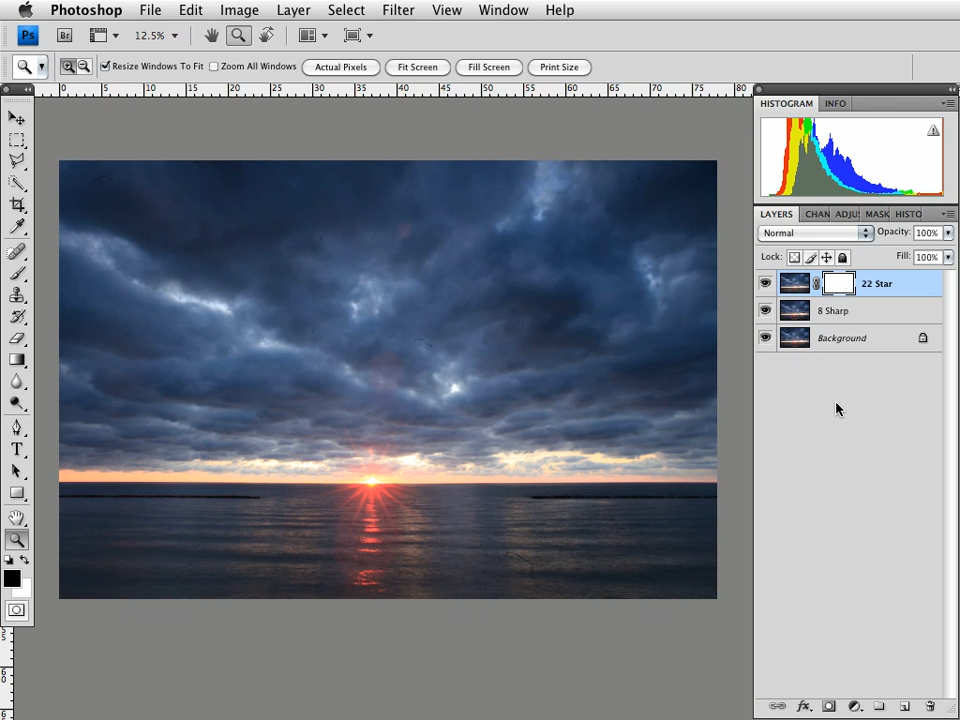 Photoshop File Edit Image Layer Select Filter View Window Help
Ps Br 12.5%
Resize Windows To Fit Zoom All Windows Actual Pixels Fit Screen Fill Screen Print Size
0 5 10 15 20 25 30 35 40 45 50 55 60 65 70 75 80
HISTOGRAM INFO
LAYERS CHAN ADJU MASK HISTO
Normal Opacity: 100%
Lock: Fill: 100%
22 Star
8 Sharp
Background
T
fx